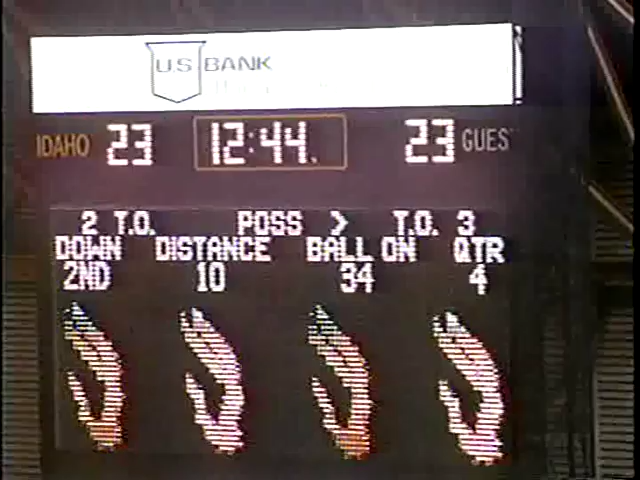 U.S. BANK
IDAHO 23 12:44. 23 GUES
2 T.O. POSS > T.O. 3
DOWN DISTANCE BALL ON QTR
2ND 10 34 4